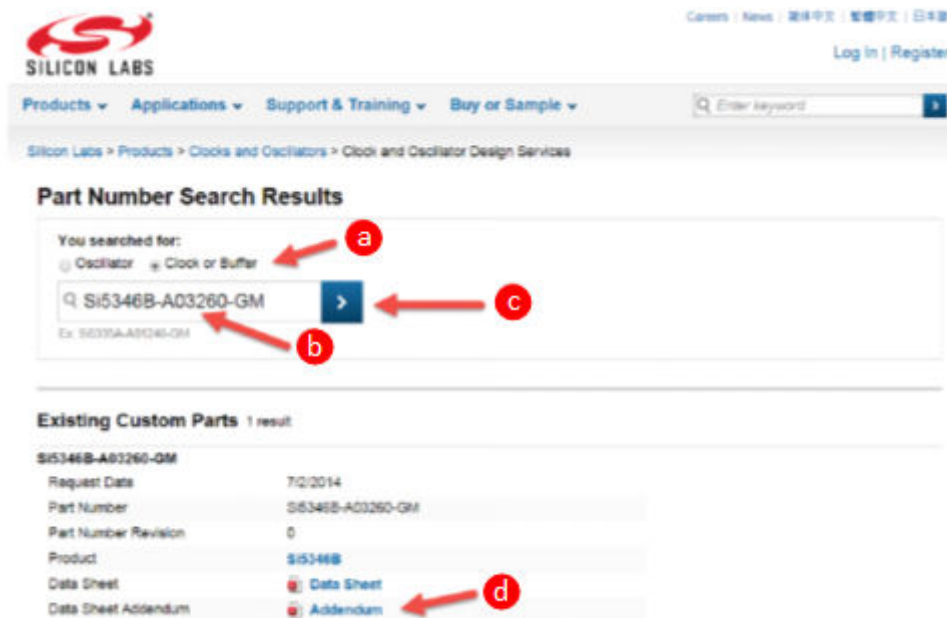 Careers | News | 简体中文 | 繁體中文 | 日本
SILICON LABS
Log In | Register
Products Applications Support & Training Buy or Sample
Enter keyword
Silicon Labs > Products > Clocks and Oscillators > Clock and Oscillator Design Services
Part Number Search Results
You searched for:
a
Oscillator Clock or Buffer
Si5346B-A03260-GM
>
c
b
Existing Custom Parts 1 result
Si5346B-A03260-GM
Request Date 7/2/2014
Part Number Si5346B-A03260-GM
Part Number Revision 0
Product Si5346B
Data Sheet Data Sheet
d
Data Sheet Addendum Addendum